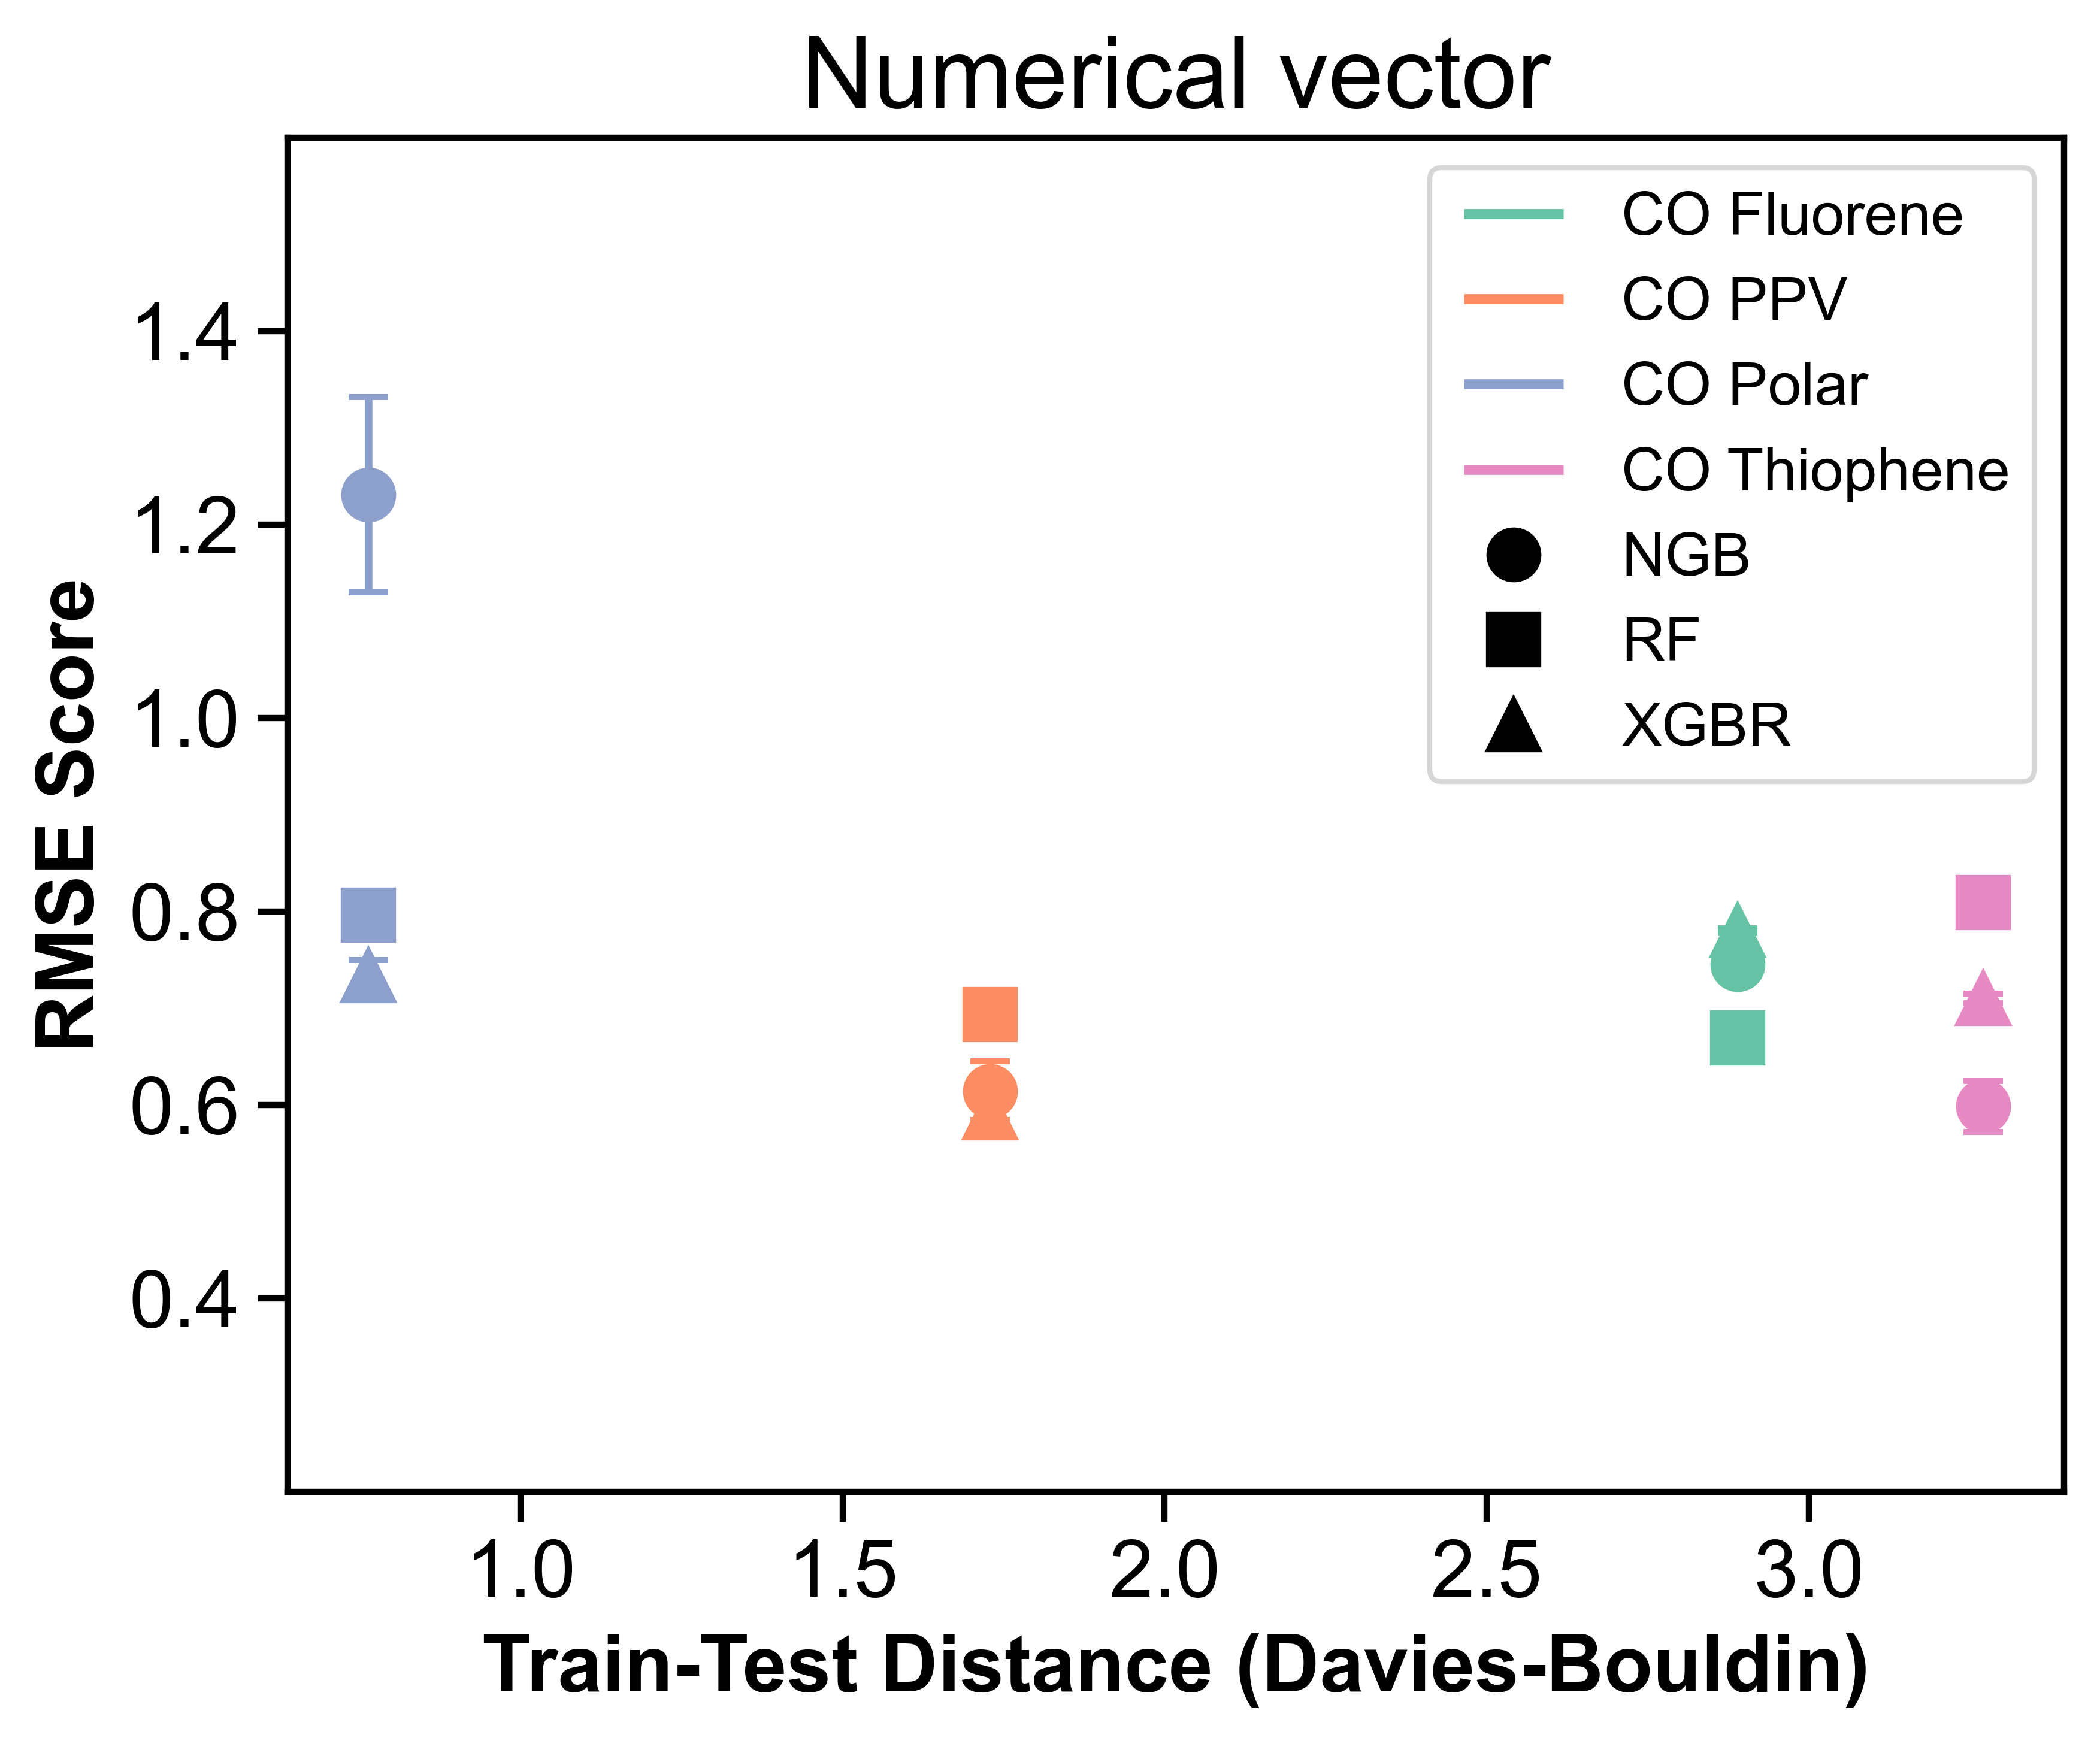 Numerical vector
CO Fluorene
CO PPV
CO Polar
CO Thiophene
NGB
RF
XGBR
RMSE Score
1.4
1.2
1.0
0.8
0.6
0.4
1.0 1.5 2.0 2.5 3.0
Train-Test Distance (Davies-Bouldin)